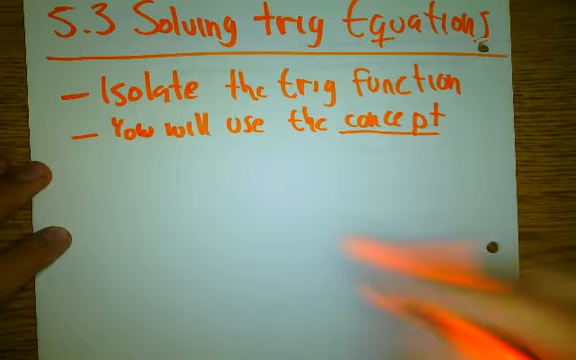 5.3 Solving trig Equations
- Isolate the trig function
- You will use the concept